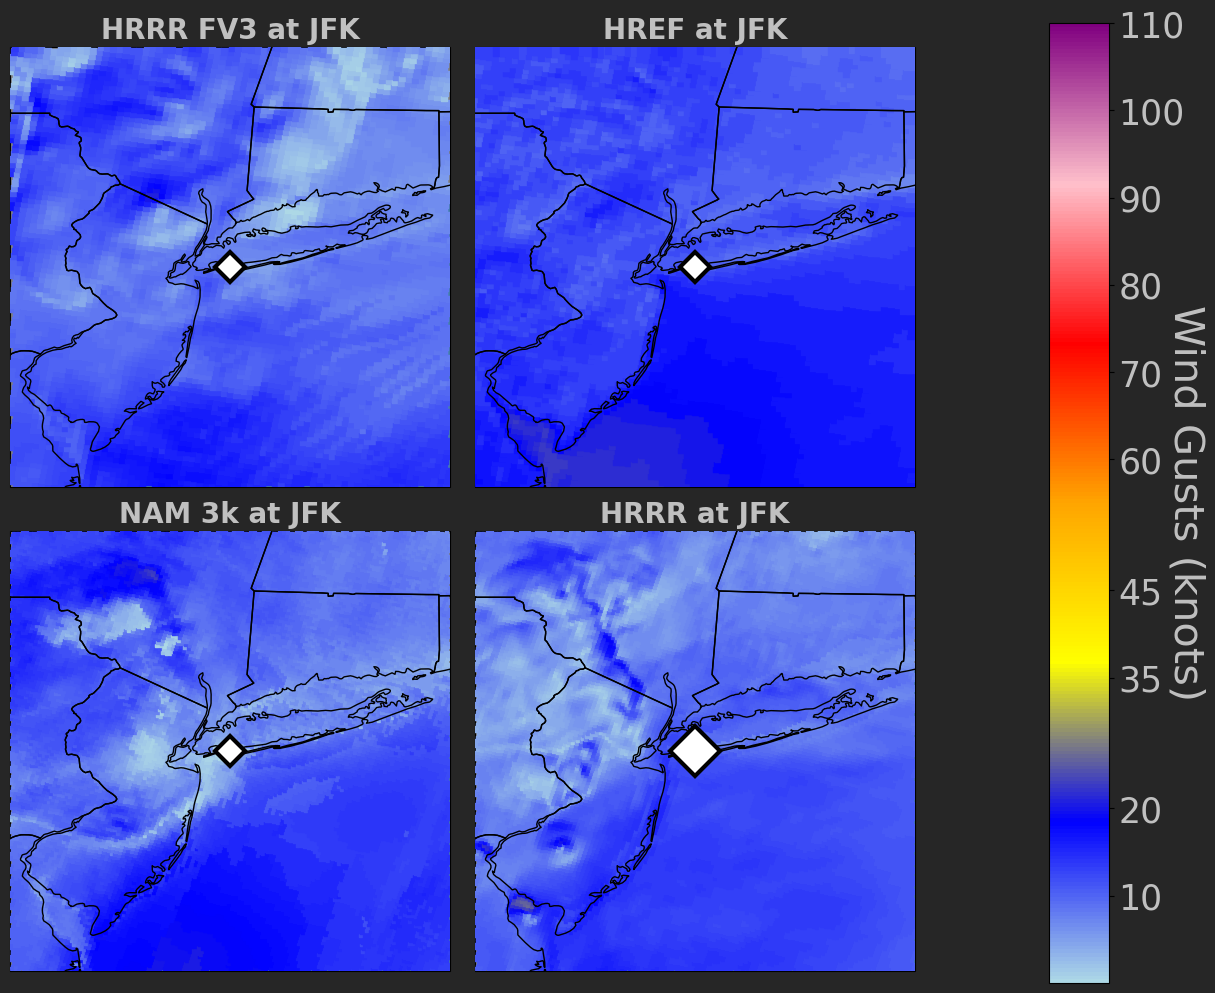 HRRR FV3 at JFK
HREF at JFK
NAM 3k at JFK
HRRR at JFK
110
100
90
80
70
60
45
35
20
10
Wind Gusts (knots)